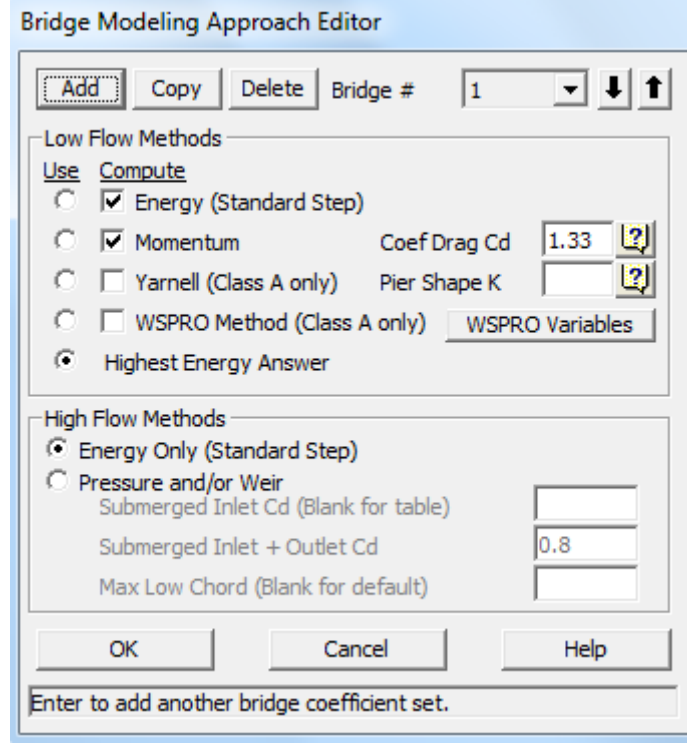 Bridge Modeling Approach Editor
Add Copy Delete Bridge # 1
Low Flow Methods
Use Compute
Energy (Standard Step)
Momentum Coef Drag Cd 1.33 ?
Yarnell (Class A only) Pier Shape K ?
WSPRO Method (Class A only) WSPRO Variables
Highest Energy Answer
High Flow Methods
Energy Only (Standard Step)
Pressure and/or Weir
Submerged Inlet Cd (Blank for table)
Submerged Inlet + Outlet Cd 0.8
Max Low Chord (Blank for default)
OK Cancel Help
Enter to add another bridge coefficient set.